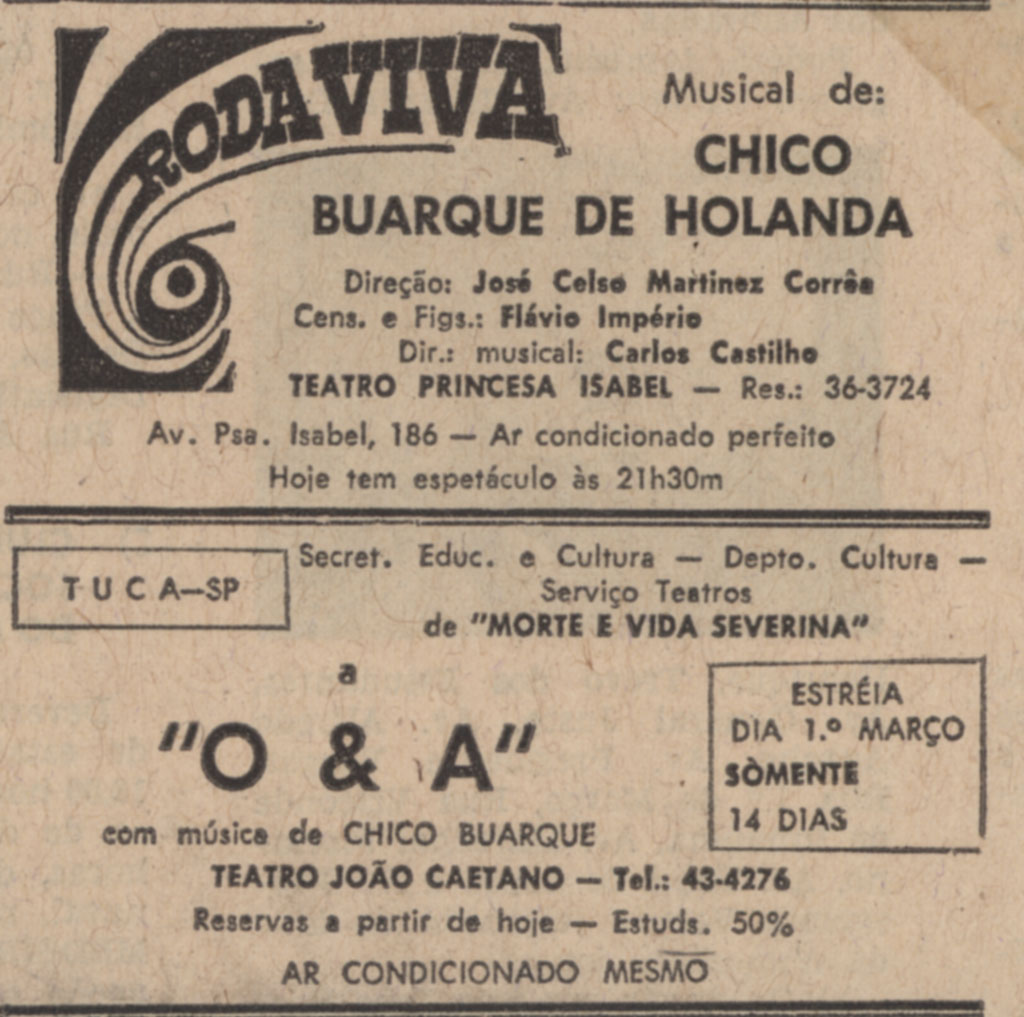 RODA VIVA
Musical de:
CHICO
BUARQUE DE HOLANDA
Direção: José Celso Martinez Corrêa
Cens. e Figs.: Flávio Império
Dir.: musical: Carlos Castilho
TEATRO PRINCESA ISABEL — Res.: 36-3724
Av. Psa. Isabel, 186 — Ar condicionado perfeito
Hoje tem espetáculo às 21h30m
TUCA—SP
Secret. Educ. e Cultura — Depto. Cultura —
Serviço Teatros
de "MORTE E VIDA SEVERINA"
a
"O & A"
ESTRÉIA
DIA 1.º MARÇO
SÒMENTE
14 DIAS
com música de CHICO BUARQUE
TEATRO JOÃO CAETANO — Tel.: 43-4276
Reservas a partir de hoje — Estuds. 50%
AR CONDICIONADO MESMO